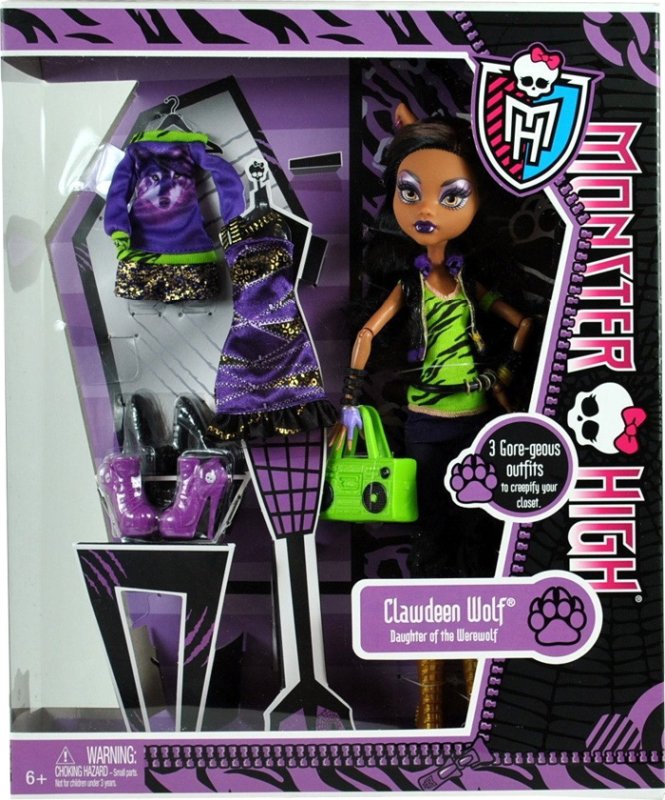 MH
MONSTER HIGH
®
3 Gore-geous
outfits
to creepify your
closet.
Clawdeen Wolf®
Daughter of the Werewolf
6+
WARNING:
CHOKING HAZARD - Small parts.
Not for children under 3 years.